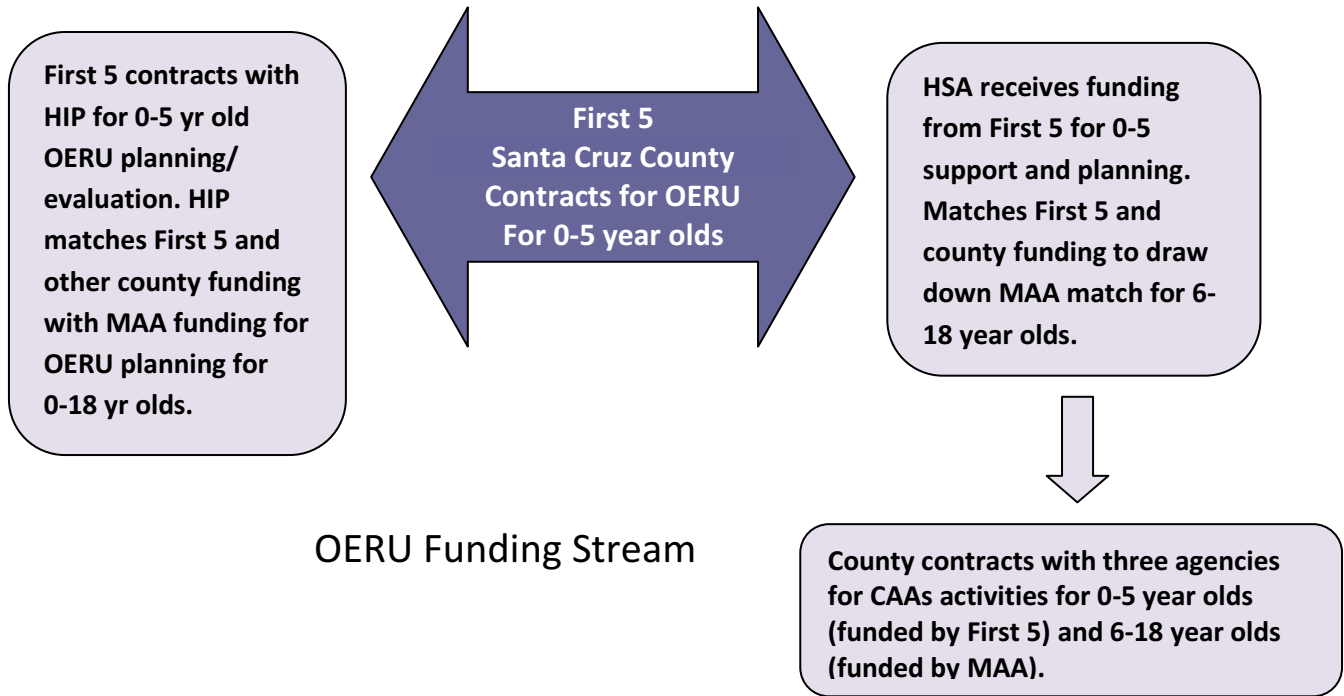 First 5 contracts with
HIP for 0-5 yr old
OERU planning/
evaluation. HIP
matches First 5 and
other county funding
with MAA funding for
OERU planning for
0-18 yr olds.
First 5
Santa Cruz County
Contracts for OERU
For 0-5 year olds
HSA receives funding
from First 5 for 0-5
support and planning.
Matches First 5 and
county funding to draw
down MAA match for 6-
18 year olds.
OERU Funding Stream
County contracts with three agencies
for CAAs activities for 0-5 year olds
(funded by First 5) and 6-18 year olds
(funded by MAA).